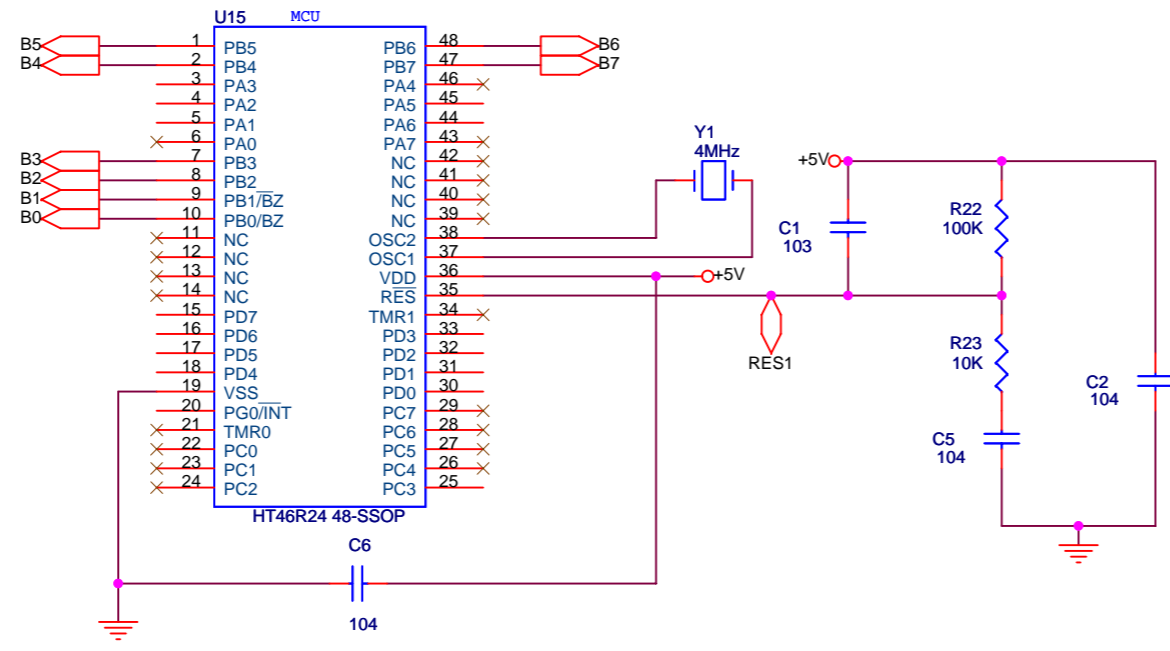 U15 MCU
B5 1 PB5 PB6 48 B6
B4 2 PB4 PB7 47 B7
3 PA3 PA4 46
4 PA2 PA5 45
5 PA1 PA6 44
6 PA0 PA7 43
B3 7 PB3 NC 42
B2 8 PB2 NC 41
B1 9 PB1/BZ NC 40
B0 10 PB0/BZ NC 39
11 NC OSC2 38
12 NC OSC1 37
13 NC VDD 36 +5V
14 NC RES 35
15 PD7 TMR1 34
16 PD6 PD3 33
17 PD5 PD2 32
18 PD4 PD1 31
19 VSS PD0 30
20 PG0/INT PC7 29
21 TMR0 PC6 28
22 PC0 PC5 27
23 PC1 PC4 26
24 PC2 PC3 25
HT46R24 48-SSOP
C6
104
Y1
4MHz
+5V
C1
103
R22
100K
RES1
R23
10K
C5
104
C2
104